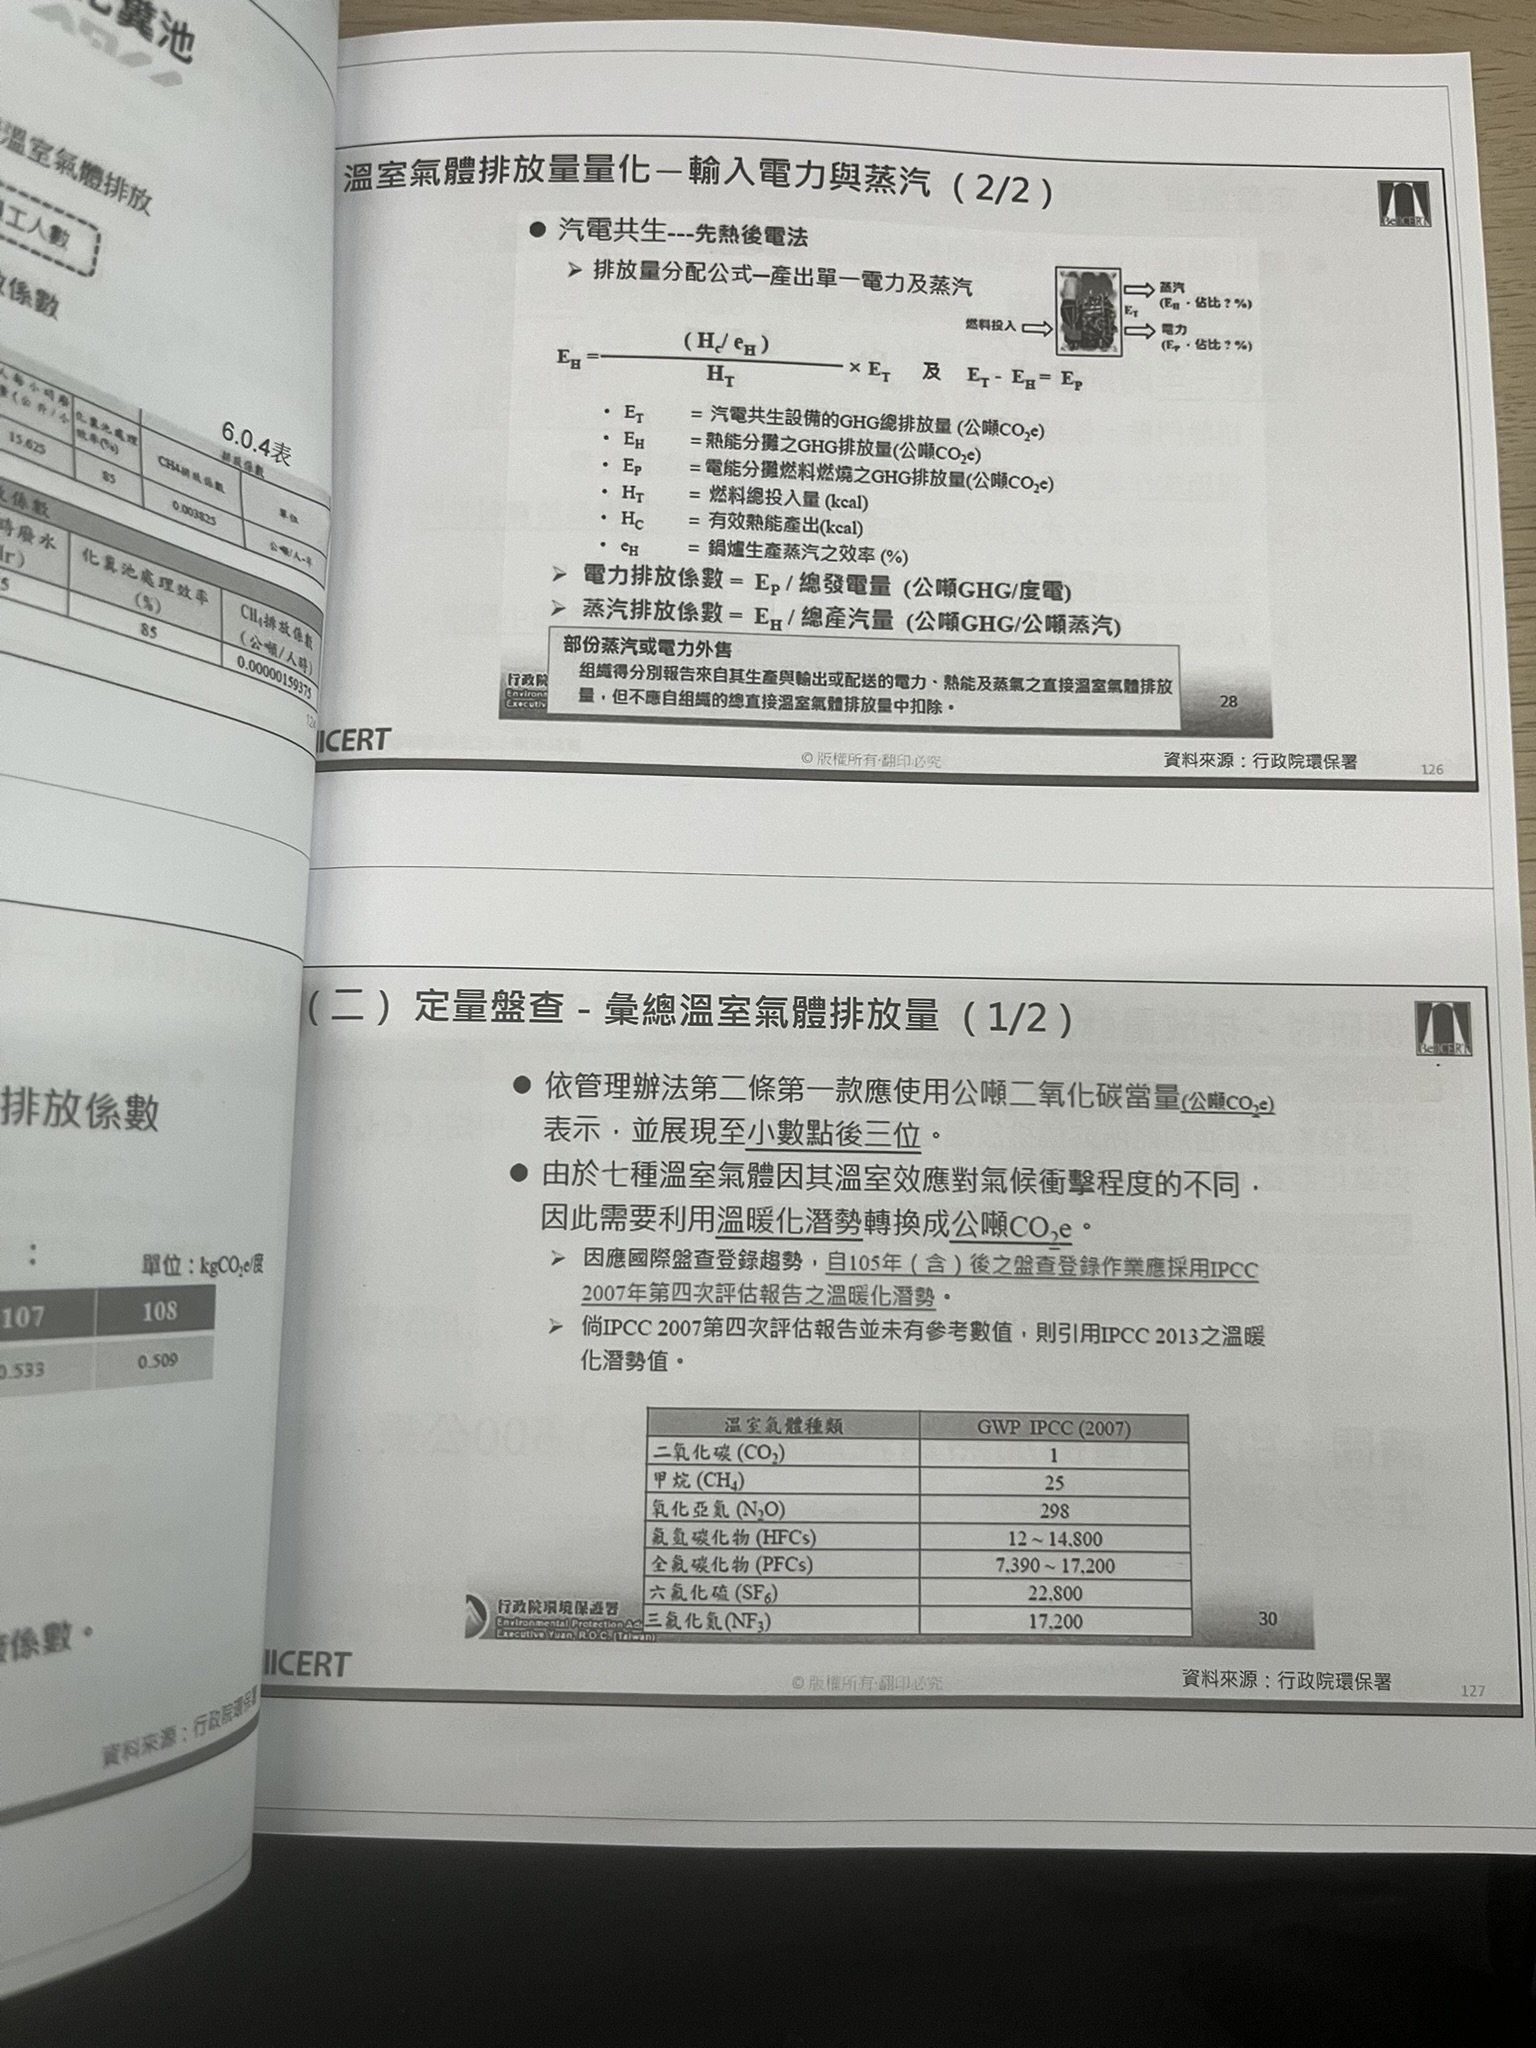 化糞池
溫室氣體排放
員工人數
係數
6.0.4表
化糞池處理
效率(%)
CH4排放係數
單位
15.625
85
0.003825
公噸/人-年
係數
時廢水
化糞池處理效率
(%)
CH₄排放係數
(公噸/人時)
85
0.00000159375
排放係數
:
單位：kgCO₂e/度
107 108
0.533 0.509
係數。
資料來源：行政院環保署
溫室氣體排放量量化－輸入電力與蒸汽（2/2）
● 汽電共生---先熱後電法
➢ 排放量分配公式─產出單一電力及蒸汽
燃料投入
Eₜ
蒸汽
(E_H，佔比？%)
電力
(E_P，佔比？%)
E_H = (H_c/ e_H) / H_T × E_T 及 E_T - E_H = E_P
• E_T = 汽電共生設備的GHG總排放量 (公噸CO₂e)
• E_H = 熱能分攤之GHG排放量(公噸CO₂e)
• E_P = 電能分攤燃料燃燒之GHG排放量(公噸CO₂e)
• H_T = 燃料總投入量 (kcal)
• H_C = 有效熱能產出(kcal)
• e_H = 鍋爐生產蒸汽之效率 (%)
➢ 電力排放係數 = E_P / 總發電量 (公噸GHG/度電)
➢ 蒸汽排放係數 = E_H / 總產汽量 (公噸GHG/公噸蒸汽)
部份蒸汽或電力外售
組織得分別報告來自其生產與輸出或配送的電力、熱能及蒸氣之直接溫室氣體排放
量，但不應自組織的總直接溫室氣體排放量中扣除。
行政院
Environm
Executiv
28
IICERT
© 版權所有‧翻印必究
資料來源：行政院環保署
126
（二） 定量盤查 - 彙總溫室氣體排放量（1/2）
● 依管理辦法第二條第一款應使用公噸二氧化碳當量(公噸CO₂e)
表示，並展現至小數點後三位。
● 由於七種溫室氣體因其溫室效應對氣候衝擊程度的不同，
因此需要利用溫暖化潛勢轉換成公噸CO₂e。
➢ 因應國際盤查登錄趨勢，自105年（含）後之盤查登錄作業應採用IPCC
2007年第四次評估報告之溫暖化潛勢。
➢ 倘IPCC 2007第四次評估報告並未有參考數值，則引用IPCC 2013之溫暖
化潛勢值。
溫室氣體種類 GWP IPCC (2007)
二氧化碳 (CO₂) 1
甲烷 (CH₄) 25
氧化亞氮 (N₂O) 298
氟氫碳化物 (HFCs) 12 ~ 14,800
全氟碳化物 (PFCs) 7,390 ~ 17,200
六氟化硫 (SF₆) 22,800
三氟化氮(NF₃) 17,200
行政院環境保護署
Environmental Protection Ad
Executive Yuan, R.O.C. (Taiwan)
30
IICERT
© 版權所有‧翻印必究
資料來源：行政院環保署
127